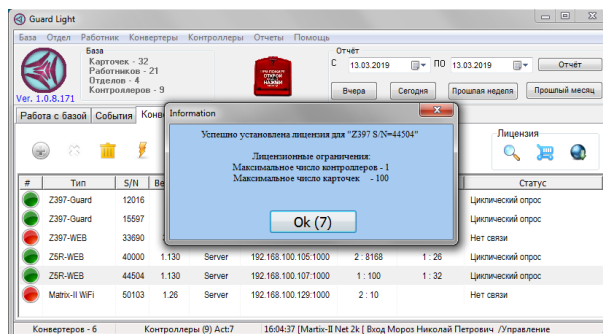 Guard Light
База Отдел Работник Конвертеры Контроллеры Отчеты Помощь
База
Карточек - 32
Работников - 21
Отделов - 4
Контроллеров - 9
Ver. 1.0.8.171
Отчёт
С 13.03.2019 ПО 13.03.2019 Отчёт
Вчера Сегодня Прошлая неделя Прошлый месяц
Работа с базой События Конв
Information
Успешно установлена лицензия для "Z397 S/N=44504"
Лицензионные ограничения:
Максимальное число контроллеров - 1
Максимальное число карточек - 100
Ok (7)
Лицензия
# Тип S/N Ве Статус
Z397-Guard 12016 Циклический опрос
Z397-Guard 15597 Циклический опрос
Z397-WEB 33690 Нет связи
Z5R-WEB 40000 1.130 Server 192.168.100.105:1000 2 : 8168 1 : 26 Циклический опрос
Z5R-WEB 44504 1.130 Server 192.168.100.107:1000 1 : 100 1 : 32 Циклический опрос
Matrix-II WiFi 50103 1.26 Server 192.168.100.129:1000 2 : 10 Нет связи
Конвертеров - 6 Контроллеры (9) Act:7 16:04:37 [Martix-II Net 2k [ Вход Мороз Николай Петрович /Управление